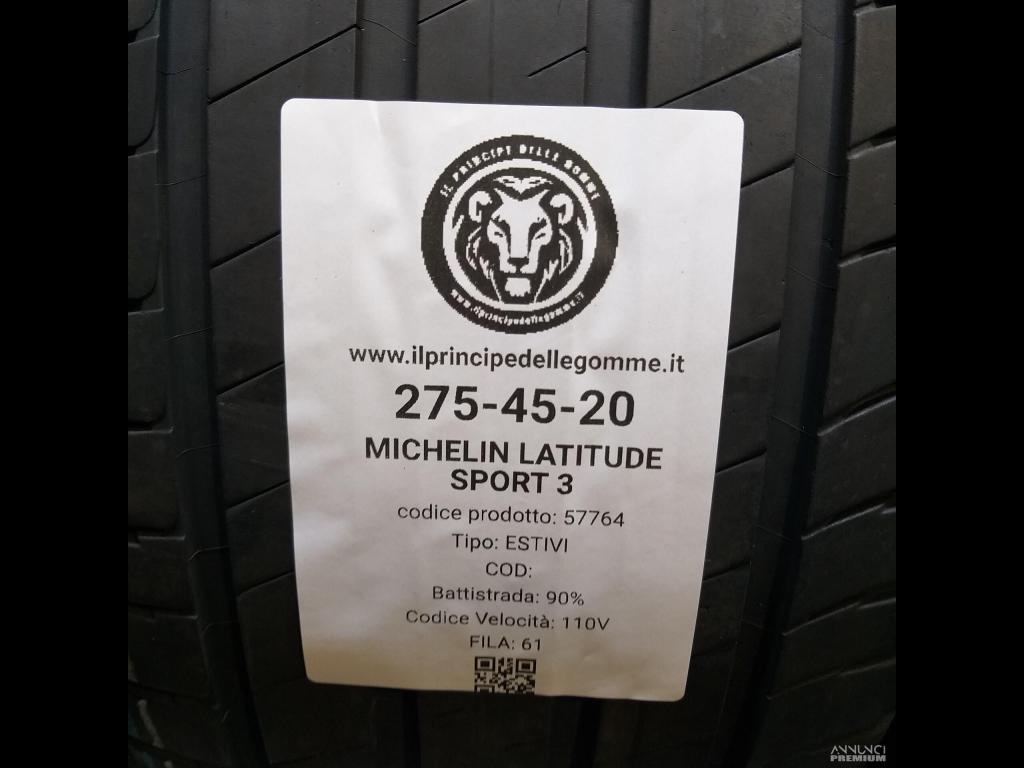 IL PRINCIPE DELLE GOMME
www.ilprincipedellegomme.it
www.ilprincipedellegomme.it
275-45-20
MICHELIN LATITUDE
SPORT 3
codice prodotto: 57764
Tipo: ESTIVI
COD:
Battistrada: 90%
Codice Velocità: 110V
FILA: 61
ANNUNCI
PREMIUM